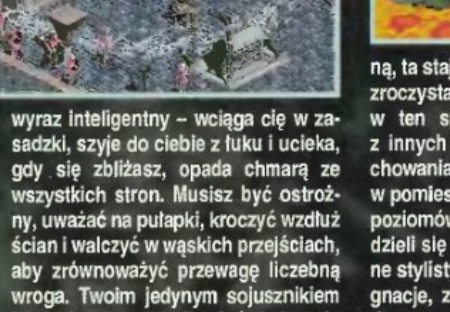 wyraz inteligentny – wciąga cię w za-
sadzki, szyje do ciebie z łuku i ucieka,
gdy się zbliżasz, opada chmarą ze
wszystkich stron. Musisz być ostroż-
ny, uważać na pułapki, kroczyć wzdłuż
ścian i walczyć w wąskich przejściach,
aby zrównoważyć przewagę liczebną
wroga. Twoim jedynym sojusznikiem
ną, ta staj
zroczysta
w ten s
z innych
chowania
w pomies
poziomów
dzieli się
ne stylist
gnacje, z